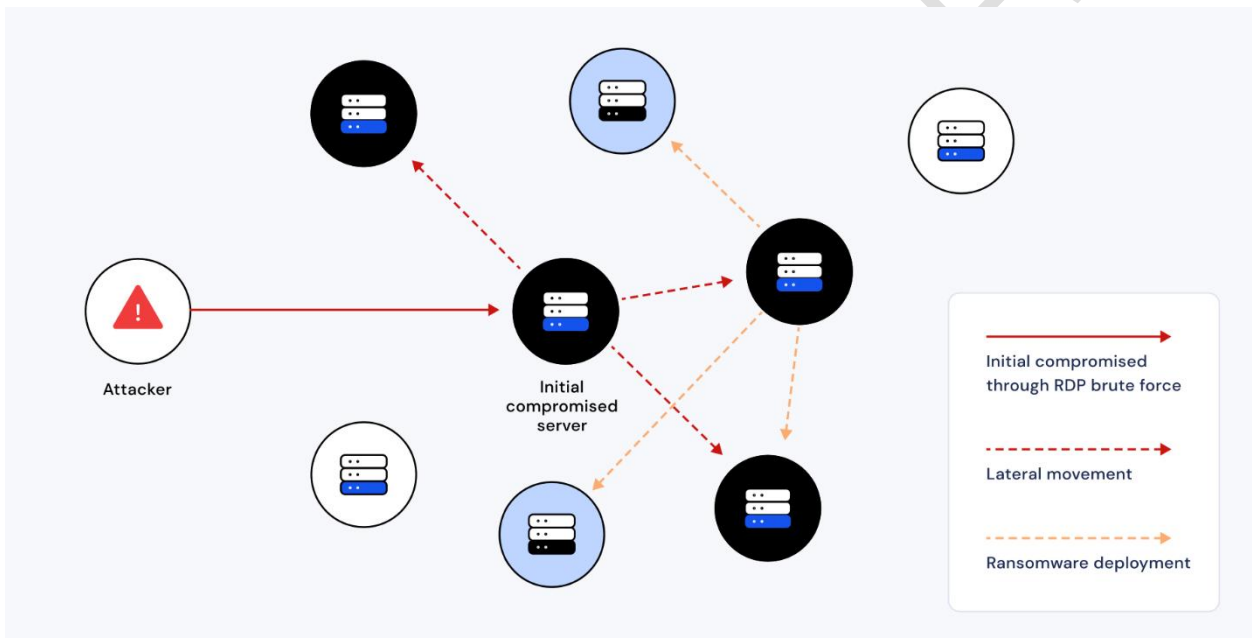 Attacker
Initial
compromised
server
Initial compromised
through RDP brute force
Lateral movement
Ransomware deployment